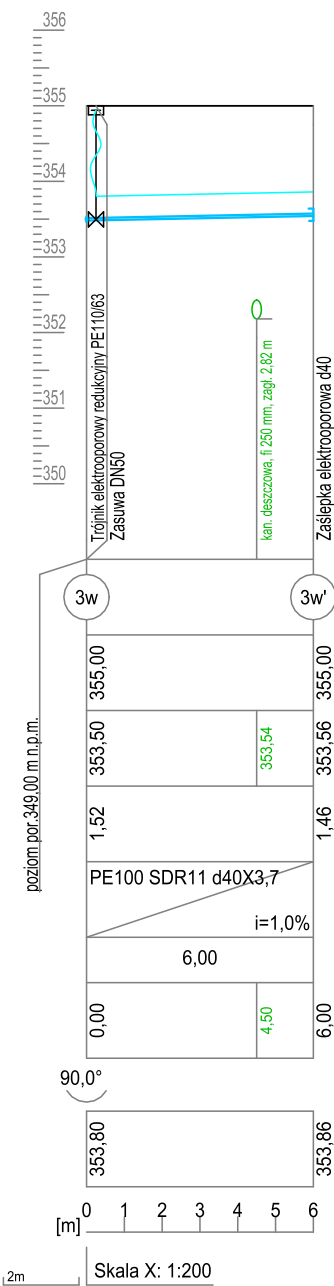 356
355
354
353
352
351
350
Trójnik elektrooporowy redukcyjny PE110/63
Zasuwa DN50
kan. deszczowa, fi 250 mm, zagł. 2,82 m
Zaślepka elektrooporowa d40
3w
3w'
poziom por.349,00 m n.p.m.
355,00
355,00
353,50
353,54
353,56
1,52
1,46
PE100 SDR11 d40X3,7
i=1,0%
6,00
0,00
4,50
6,00
90,0°
353,80
353,86
[m]
0 1 2 3 4 5 6
2m
Skala X: 1:200